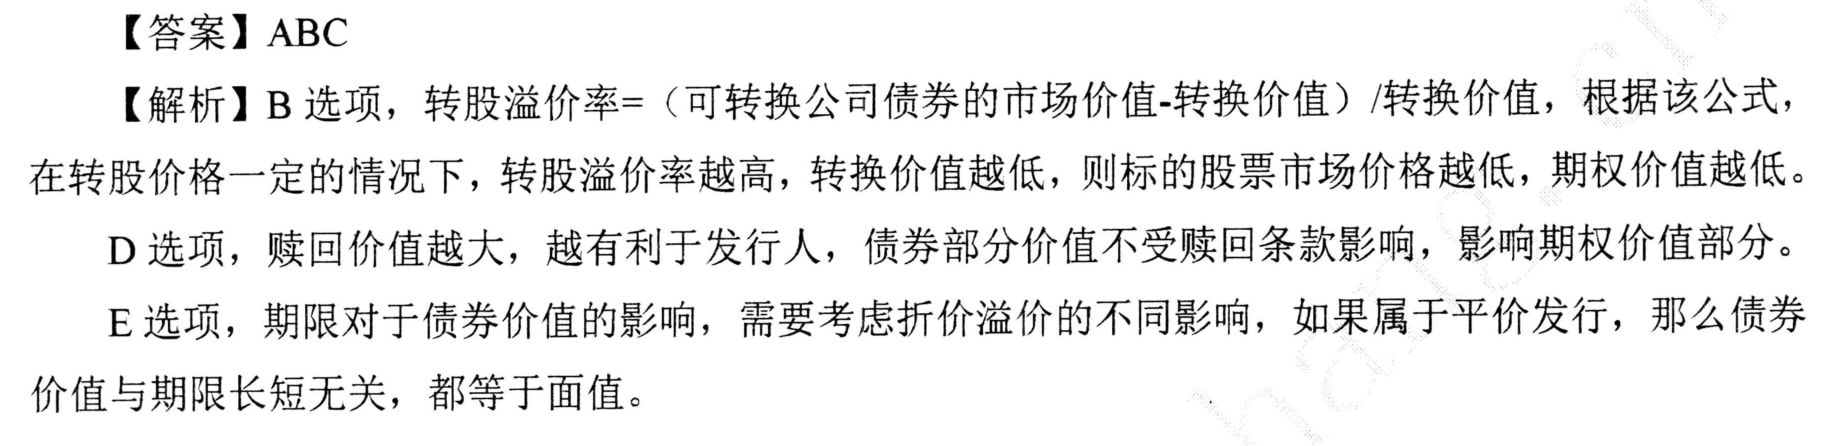 【答案】ABC
【解析】B 选项，转股溢价率=（可转换公司债券的市场价值-转换价值）/转换价值，根据该公式，
在转股价格一定的情况下，转股溢价率越高，转换价值越低，则标的股票市场价格越低，期权价值越低。
D 选项，赎回价值越大，越有利于发行人，债券部分价值不受赎回条款影响，影响期权价值部分。
E 选项，期限对于债券价值的影响，需要考虑折价溢价的不同影响，如果属于平价发行，那么债券
价值与期限长短无关，都等于面值。